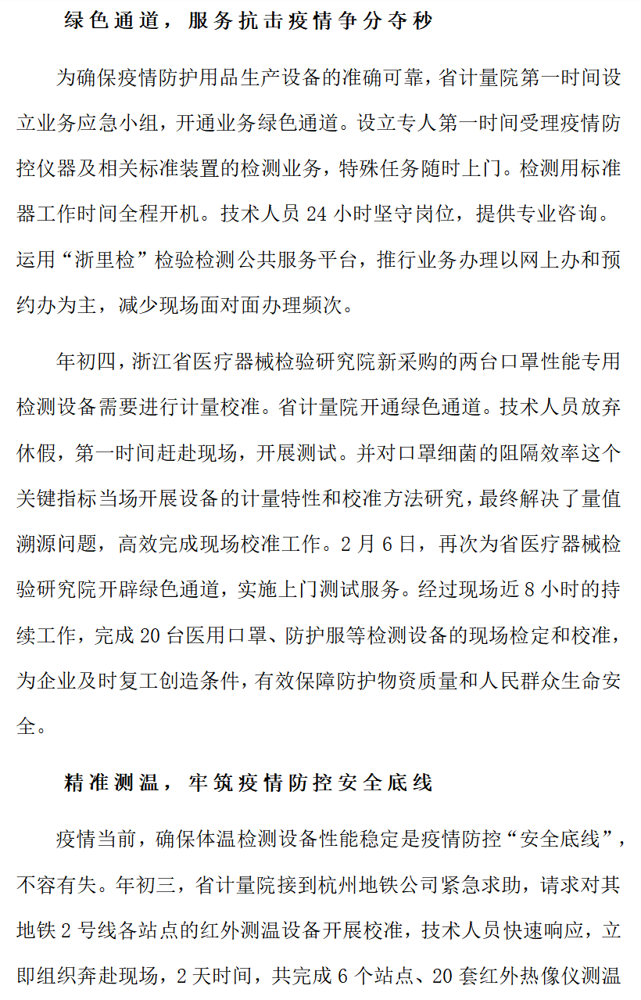 绿色通道，服务抗击疫情争分夺秒
为确保疫情防护用品生产设备的准确可靠，省计量院第一时间设
立业务应急小组，开通业务绿色通道。设立专人第一时间受理疫情防
控仪器及相关标准装置的检测业务，特殊任务随时上门。检测用标准
器工作时间全程开机。技术人员 24 小时坚守岗位，提供专业咨询。
运用“浙里检”检验检测公共服务平台，推行业务办理以网上办和预
约办为主，减少现场面对面办理频次。
年初四，浙江省医疗器械检验研究院新采购的两台口罩性能专用
检测设备需要进行计量校准。省计量院开通绿色通道。技术人员放弃
休假，第一时间赶赴现场，开展测试。并对口罩细菌的阻隔效率这个
关键指标当场开展设备的计量特性和校准方法研究，最终解决了量值
溯源问题，高效完成现场校准工作。2 月 6 日，再次为省医疗器械检
验研究院开辟绿色通道，实施上门测试服务。经过现场近 8 小时的持
续工作，完成 20 台医用口罩、防护服等检测设备的现场检定和校准，
为企业及时复工创造条件，有效保障防护物资质量和人民群众生命安
全。
精准测温，牢筑疫情防控安全底线
疫情当前，确保体温检测设备性能稳定是疫情防控“安全底线”，
不容有失。年初三，省计量院接到杭州地铁公司紧急求助，请求对其
地铁 2 号线各站点的红外测温设备开展校准，技术人员快速响应，立
即组织奔赴现场，2 天时间，共完成 6 个站点、20 套红外热像仪测温